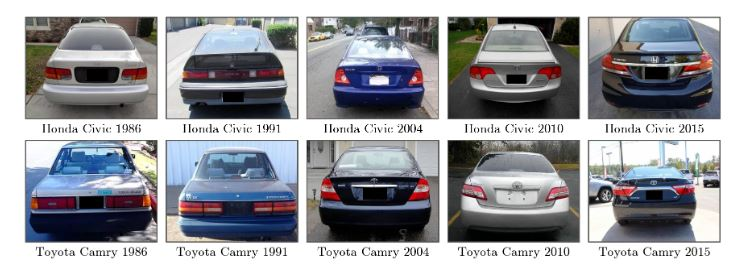 Honda Civic 1986
Honda Civic 1991
Honda Civic 2004
Honda Civic 2010
Honda Civic 2015
Toyota Camry 1986
Toyota Camry 1991
Toyota Camry 2004
Toyota Camry 2010
Toyota Camry 2015